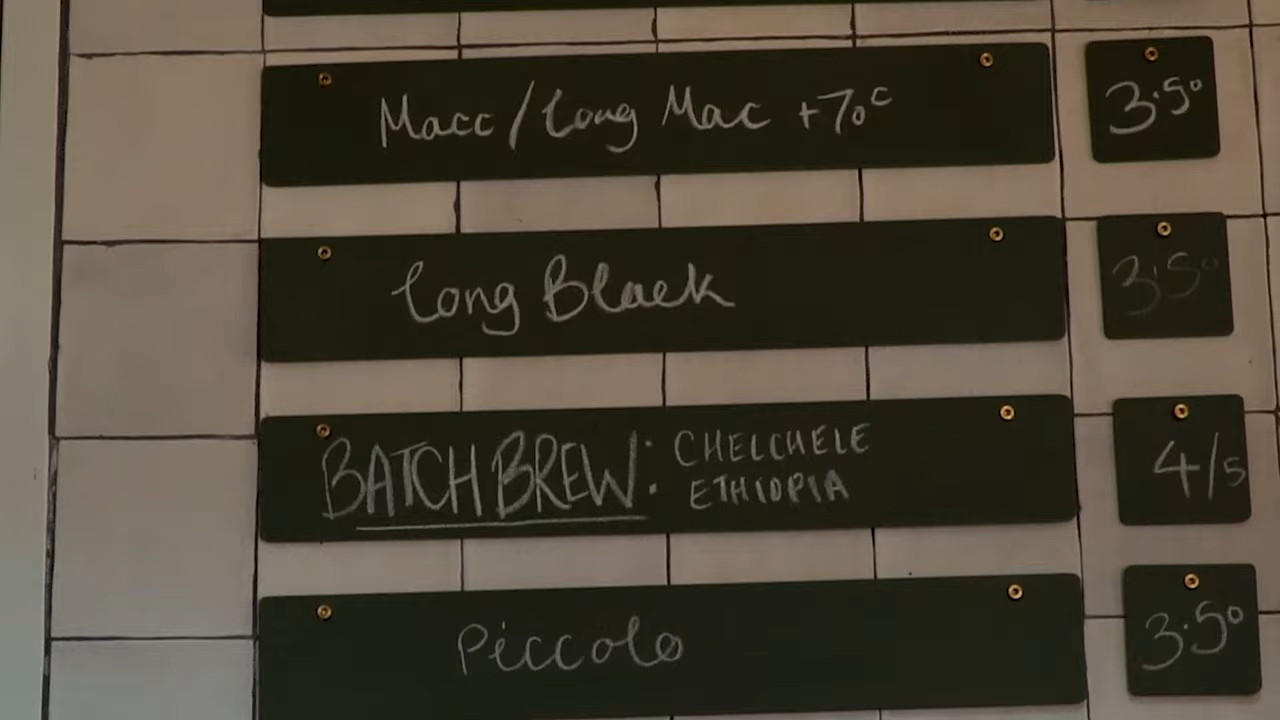 Macc/Long Mac +70c 3.50
Long Black 3.50
BATCH BREW: CHELCHELE
ETHIOPIA 4/5
Piccolo 3.50